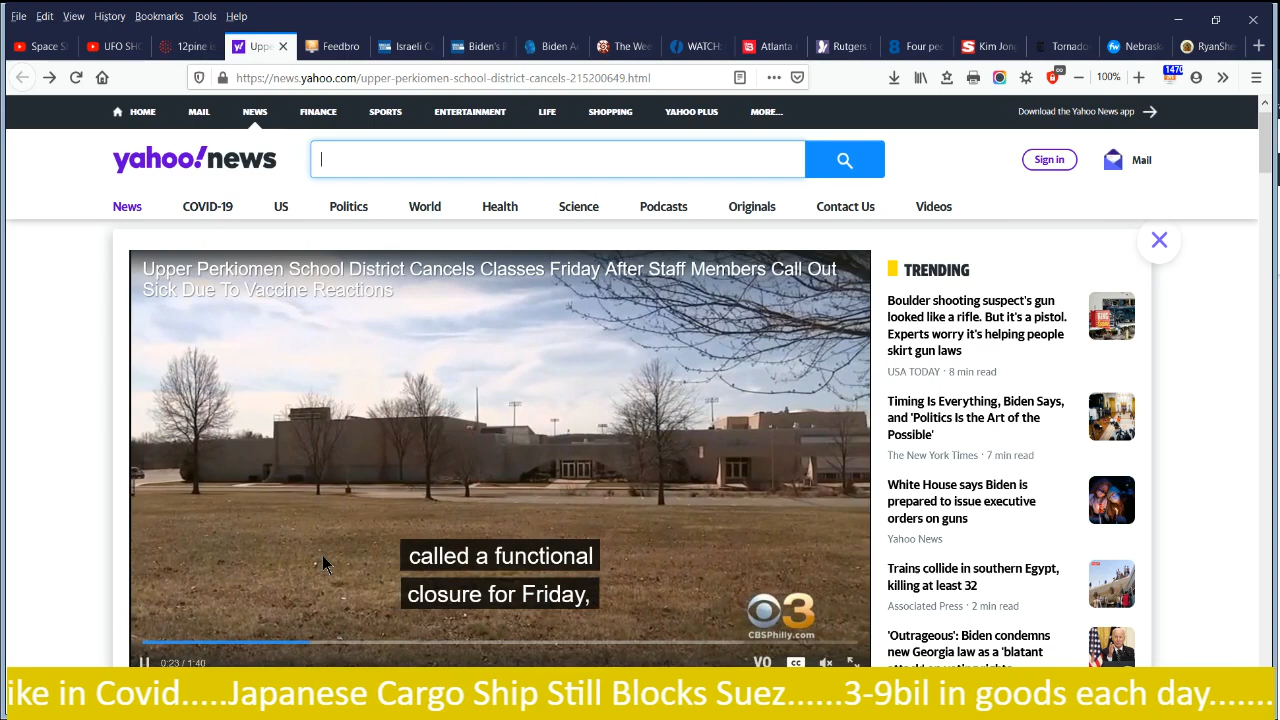 File Edit View History Bookmarks Tools Help
Space S
UFO SHO
12pine is
Uppe
Feedbro
Israeli C
Biden's R
Biden A
The Wee
WATCH:
Atlanta
Rutgers
Four peo
Kim Jong
Tornado
Nebrask
RyanShe
https://news.yahoo.com/upper-perkiomen-school-district-cancels-215200649.html
100%
HOME MAIL NEWS FINANCE SPORTS ENTERTAINMENT LIFE SHOPPING YAHOO PLUS MORE...
Download the Yahoo News app
yahoo!news
Sign in
Mail
News COVID-19 US Politics World Health Science Podcasts Originals Contact Us Videos
Upper Perkiomen School District Cancels Classes Friday After Staff Members Call Out
Sick Due To Vaccine Reactions
called a functional
closure for Friday,
3
CBSPhilly.com
0:23 / 1:40
VQ CC
TRENDING
Boulder shooting suspect's gun
looked like a rifle. But it's a pistol.
Experts worry it's helping people
skirt gun laws
USA TODAY · 8 min read
Timing Is Everything, Biden Says,
and 'Politics Is the Art of the
Possible'
The New York Times · 7 min read
White House says Biden is
prepared to issue executive
orders on guns
Yahoo News
Trains collide in southern Egypt,
killing at least 32
Associated Press · 2 min read
'Outrageous': Biden condemns
new Georgia law as a 'blatant
ike in Covid.....Japanese Cargo Ship Still Blocks Suez......3-9bil in goods each day.......